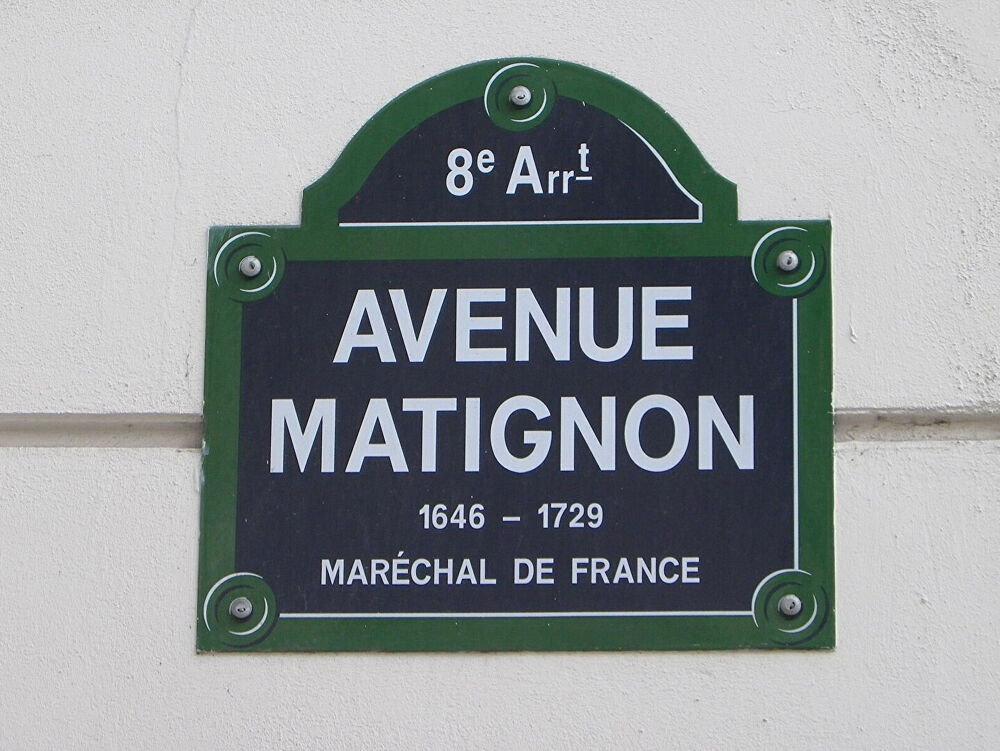 8e Arrt
AVENUE
MATIGNON
1646 – 1729
MARÉCHAL DE FRANCE